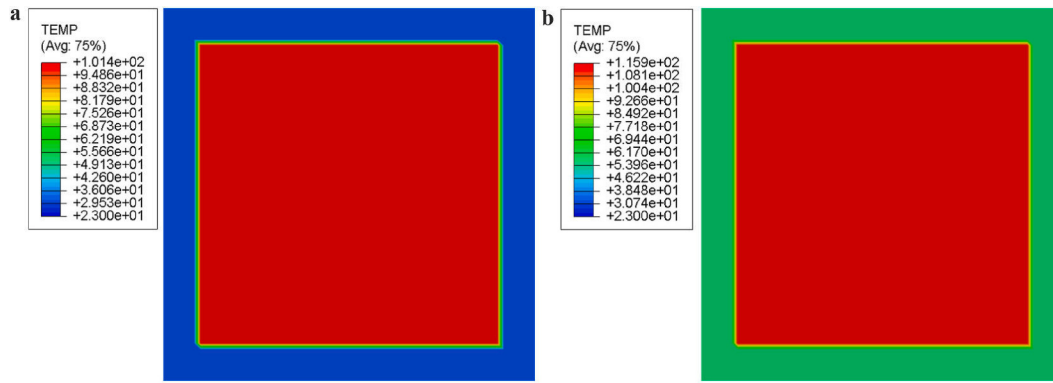 a
TEMP
(Avg: 75%)
+1.014e+02
+9.486e+01
+8.832e+01
+8.179e+01
+7.526e+01
+6.873e+01
+6.219e+01
+5.566e+01
+4.913e+01
+4.260e+01
+3.606e+01
+2.953e+01
+2.300e+01
b
TEMP
(Avg: 75%)
+1.159e+02
+1.081e+02
+1.004e+02
+9.266e+01
+8.492e+01
+7.718e+01
+6.944e+01
+6.170e+01
+5.396e+01
+4.622e+01
+3.848e+01
+3.074e+01
+2.300e+01